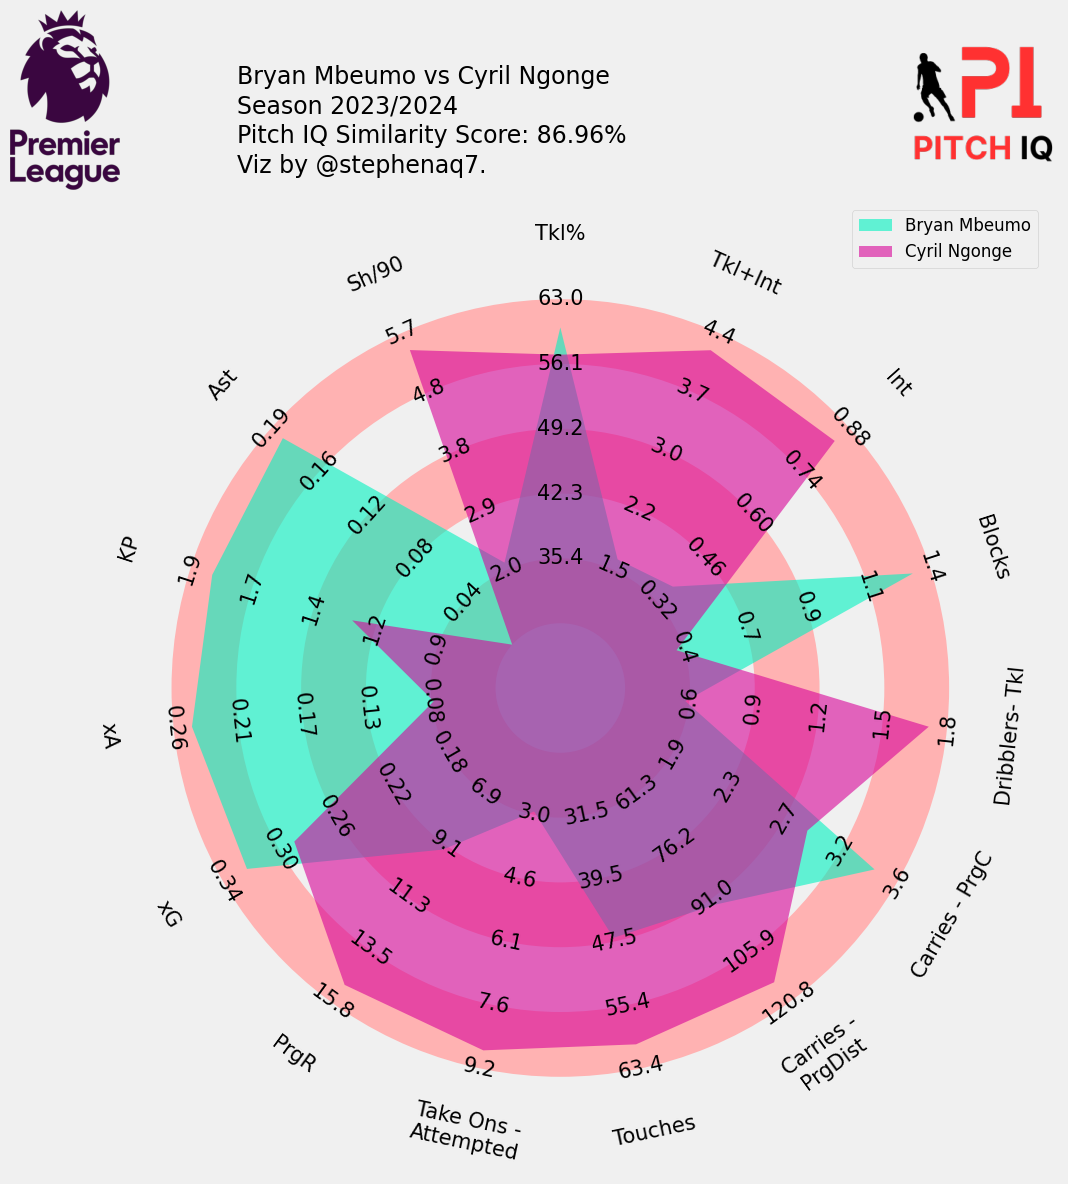 Bryan Mbeumo vs Cyril Ngonge
Season 2023/2024
Pitch IQ Similarity Score: 86.96%
Viz by @stephenaq7.
Premier
League
PI
PITCH IQ
Bryan Mbeumo
Cyril Ngonge
Tkl%
63.0
56.1
49.2
42.3
35.4
Tkl+Int
4.4
3.7
3.0
2.2
1.5
Int
0.88
0.74
0.60
0.46
0.32
Blocks
1.4
1.1
0.9
0.7
0.4
Dribblers- Tkl
1.8
1.5
1.2
0.9
0.6
Carries - PrgC
3.6
3.2
2.7
2.3
1.9
Carries -
PrgDist
120.8
105.9
91.0
76.2
61.3
Touches
63.4
55.4
47.5
39.5
31.5
Take Ons -
Attempted
9.2
7.6
6.1
4.6
3.0
PrgR
15.8
13.5
11.3
9.1
6.9
xG
0.34
0.30
0.26
0.22
0.18
xA
0.26
0.21
0.17
0.13
0.08
KP
1.9
1.7
1.4
1.2
0.9
Ast
0.19
0.16
0.12
0.08
0.04
Sh/90
5.7
4.8
3.8
2.9
2.0